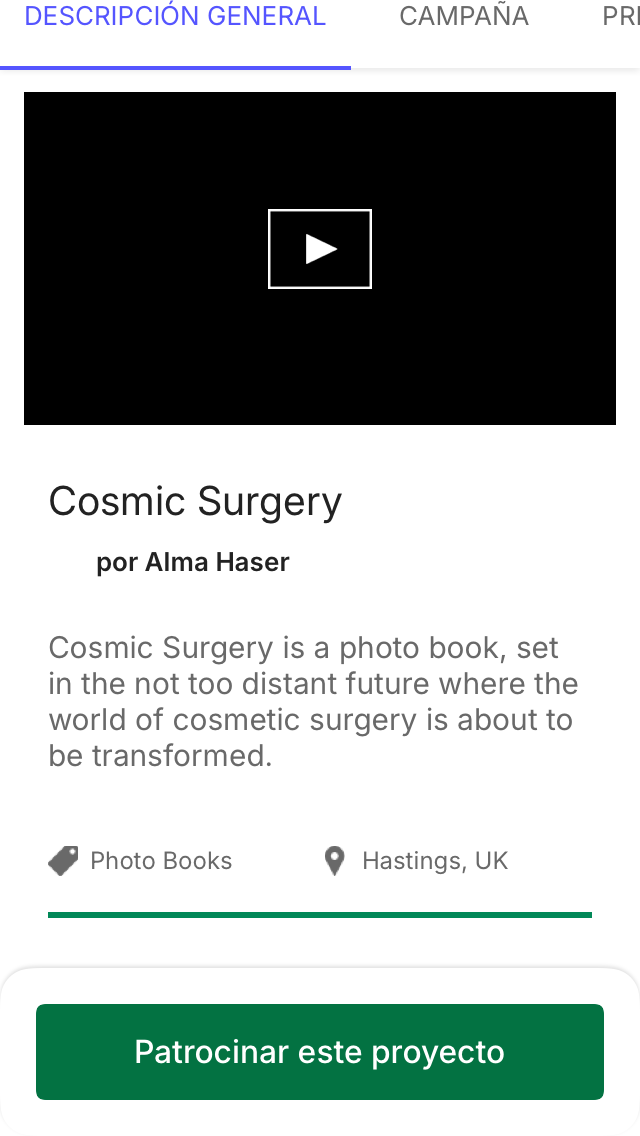 DESCRIPCIÓN GENERAL CAMPAÑA
Cosmic Surgery
por Alma Haser
Cosmic Surgery is a photo book, set
in the not too distant future where the
world of cosmetic surgery is about to
be transformed.
Photo Books Hastings, UK
Patrocinar este proyecto